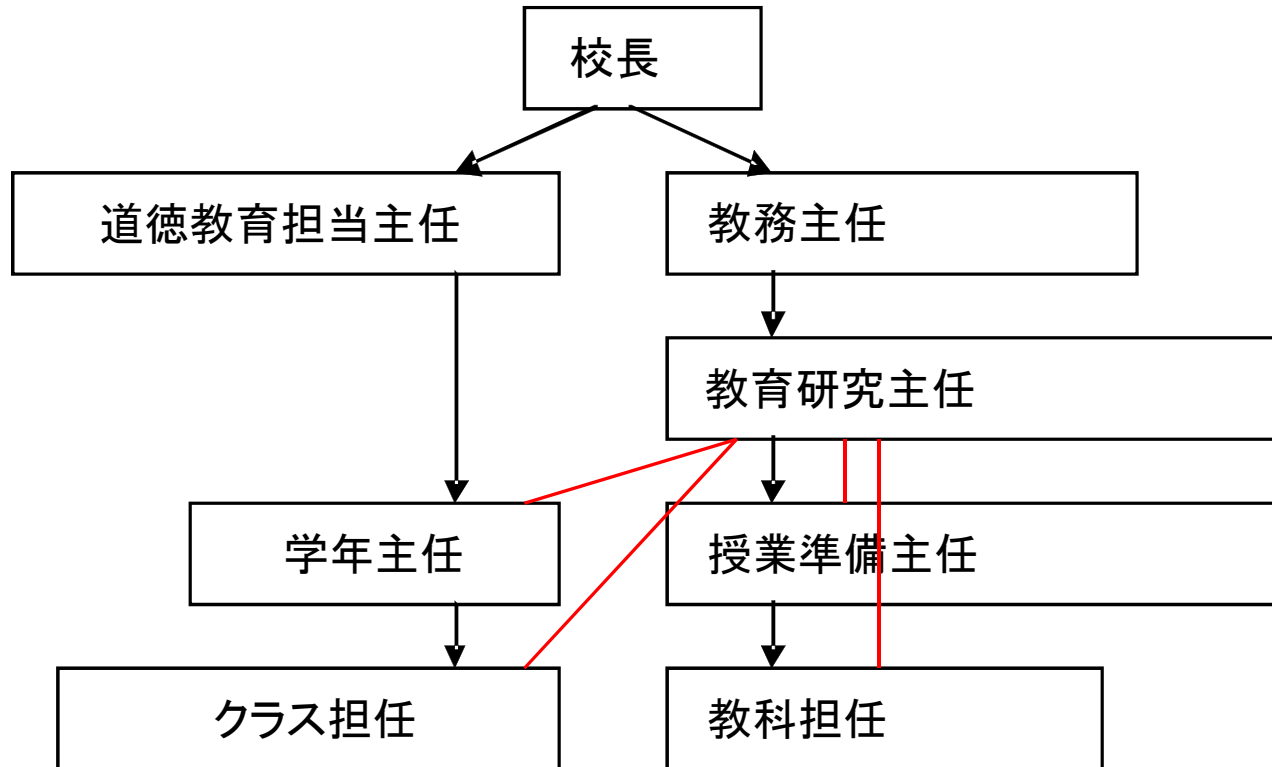 校長
道徳教育担当主任
教務主任
教育研究主任
学年主任
授業準備主任
クラス担任
教科担任